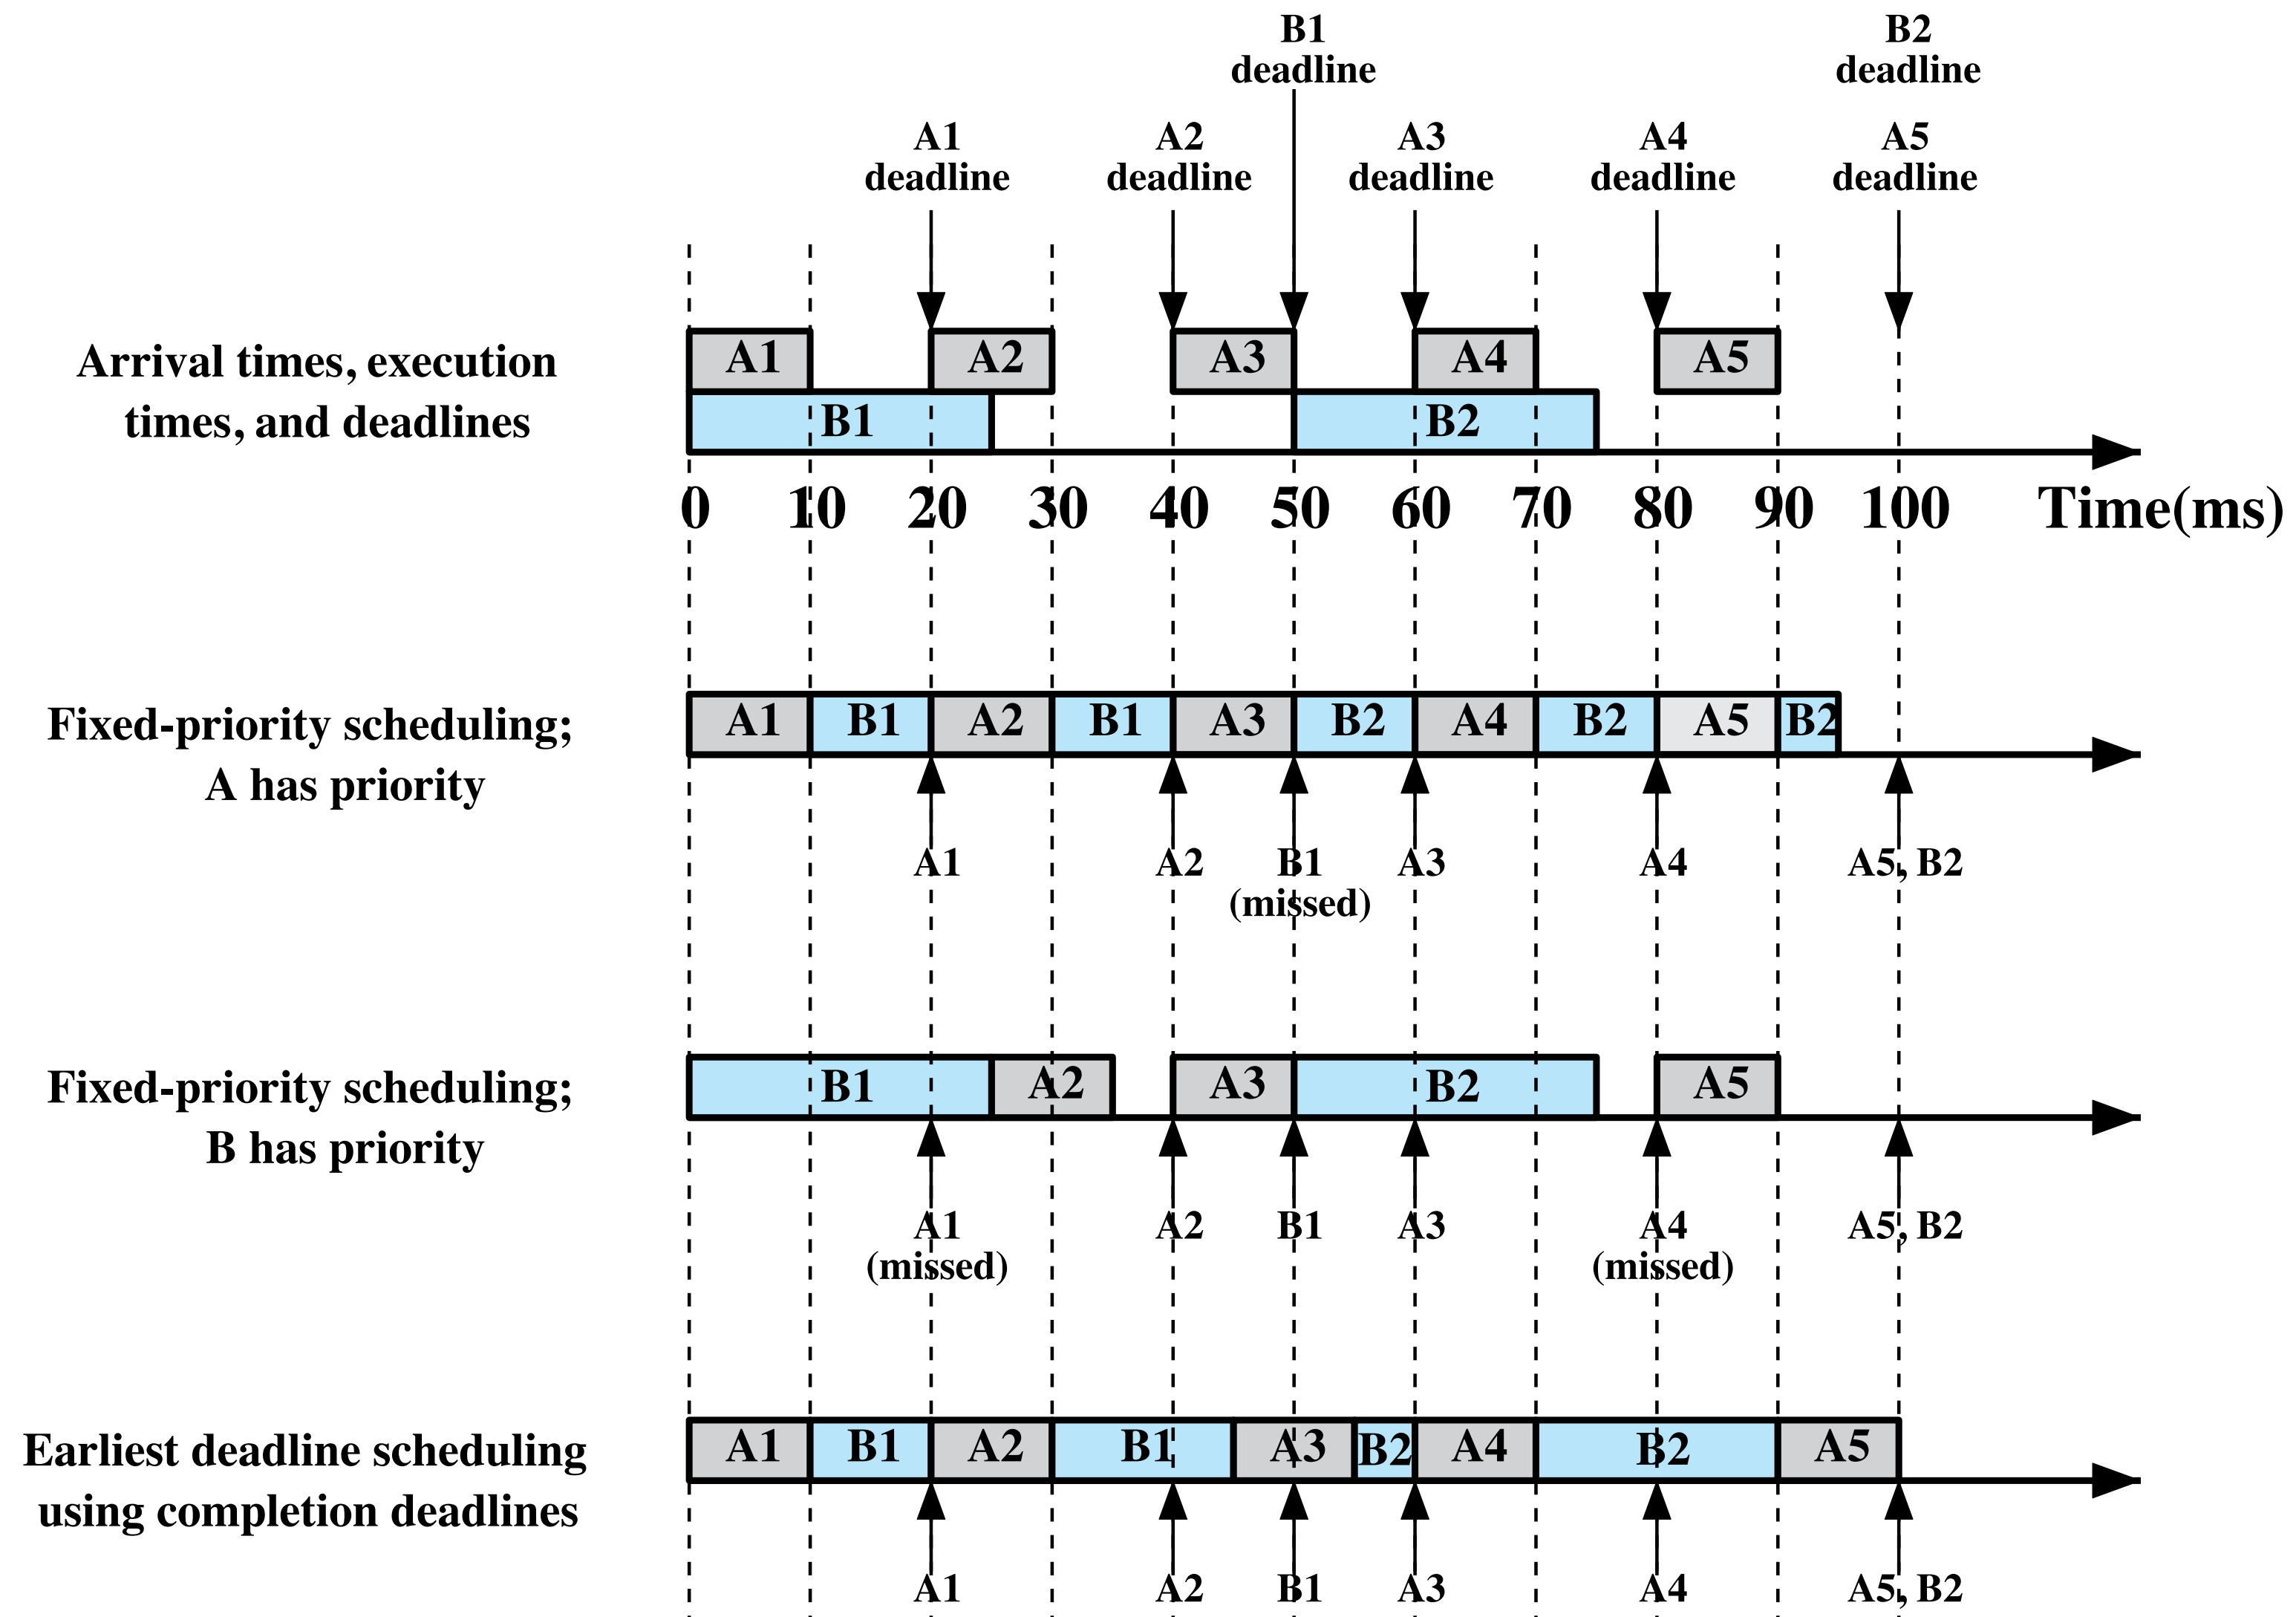 B1
deadline
B2
deadline
A1
deadline
A2
deadline
A3
deadline
A4
deadline
A5
deadline
Arrival times, execution
times, and deadlines
A1 A2 A3 A4 A5
B1 B2
0 10 20 30 40 50 60 70 80 90 100 Time(ms)
Fixed-priority scheduling;
A has priority
A1 B1 A2 B1 A3 B2 A4 B2 A5 B2
A1 A2 B1 A3 A4 A5, B2
(missed)
Fixed-priority scheduling;
B has priority
B1 A2 A3 B2 A5
A1 A2 B1 A3 A4 A5, B2
(missed) (missed)
Earliest deadline scheduling
using completion deadlines
A1 B1 A2 B1 A3 B2 A4 B2 A5
A1 A2 B1 A3 A4 A5, B2